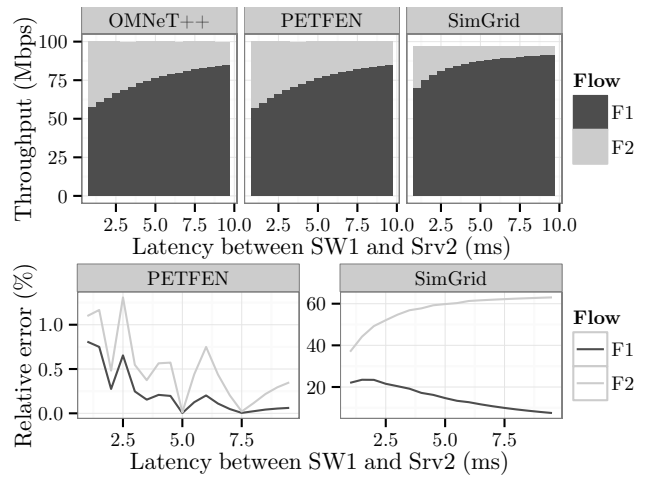 OMNeT++ PETFEN SimGrid
Throughput (Mbps)
100
75
50
25
0
Flow
F1
F2
2.5 5.0 7.5 10.0 2.5 5.0 7.5 10.0 2.5 5.0 7.5 10.0
Latency between SW1 and Srv2 (ms)
PETFEN SimGrid
Relative error (%)
1.0
0.5
0.0
60
40
20
Flow
F1
F2
2.5 5.0 7.5 2.5 5.0 7.5
Latency between SW1 and Srv2 (ms)